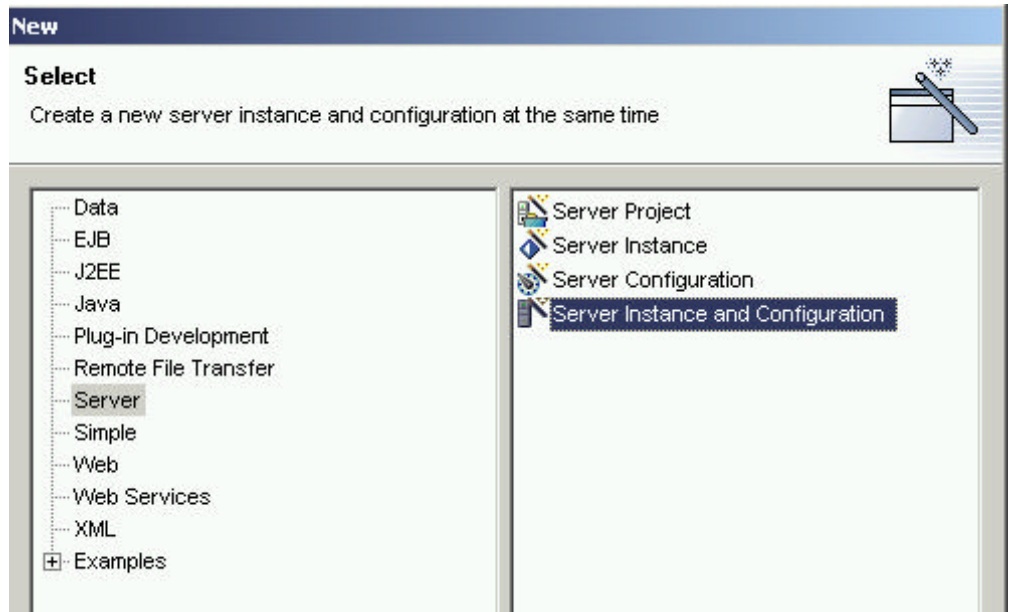 New
Select
Create a new server instance and configuration at the same time
Data
EJB
J2EE
Java
Plug-in Development
Remote File Transfer
Server
Simple
Web
Web Services
XML
Examples
Server Project
Server Instance
Server Configuration
Server Instance and Configuration